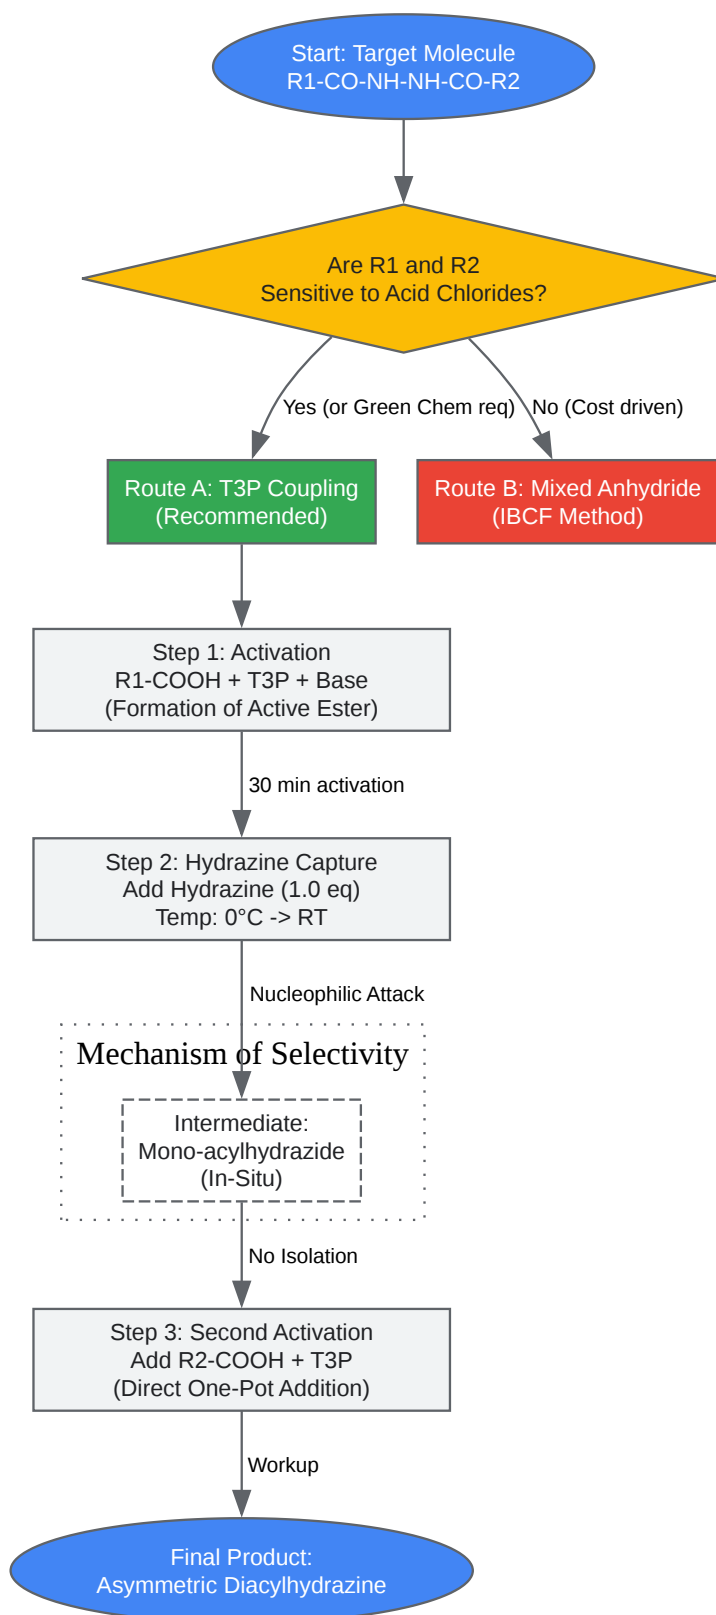 Start: Target Molecule
R1-CO-NH-NH-CO-R2
Are R1 and R2
Sensitive to Acid Chlorides?
Yes (or Green Chem req)
No (Cost driven)
Route A: T3P Coupling
(Recommended)
Route B: Mixed Anhydride
(IBCF Method)
Step 1: Activation
R1-COOH + T3P + Base
(Formation of Active Ester)
30 min activation
Step 2: Hydrazine Capture
Add Hydrazine (1.0 eq)
Temp: 0°C -> RT
Nucleophilic Attack
Mechanism of Selectivity
Intermediate:
Mono-acylhydrazide
(In-Situ)
No Isolation
Step 3: Second Activation
Add R2-COOH + T3P
(Direct One-Pot Addition)
Workup
Final Product:
Asymmetric Diacylhydrazine